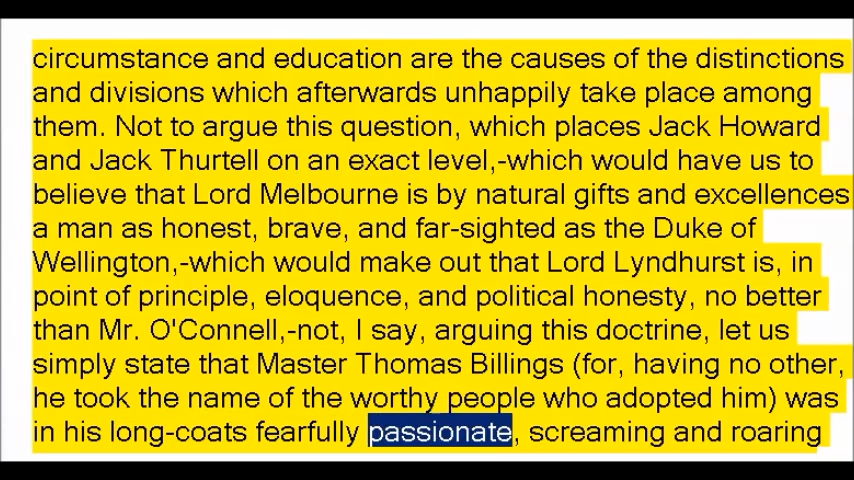 circumstance and education are the causes of the distinctions
and divisions which afterwards unhappily take place among
them. Not to argue this question, which places Jack Howard
and Jack Thurtell on an exact level,-which would have us to
believe that Lord Melbourne is by natural gifts and excellences
a man as honest, brave, and far-sighted as the Duke of
Wellington,-which would make out that Lord Lyndhurst is, in
point of principle, eloquence, and political honesty, no better
than Mr. O'Connell,-not, I say, arguing this doctrine, let us
simply state that Master Thomas Billings (for, having no other,
he took the name of the worthy people who adopted him) was
in his long-coats fearfully passionate, screaming and roaring